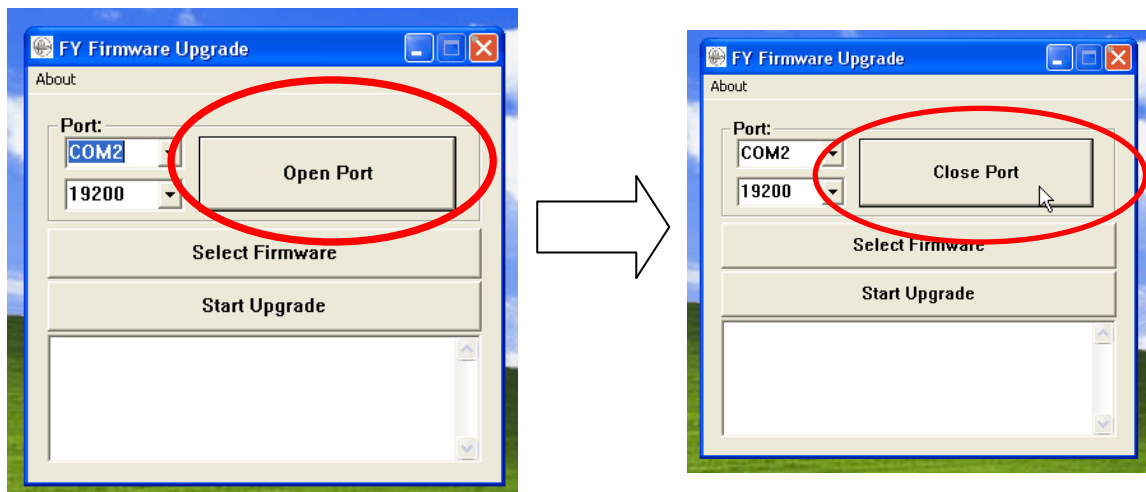 FY Firmware Upgrade
About
Port:
COM2
19200
Open Port
Select Firmware
Start Upgrade
FY Firmware Upgrade
About
Port:
COM2
19200
Close Port
Select Firmware
Start Upgrade